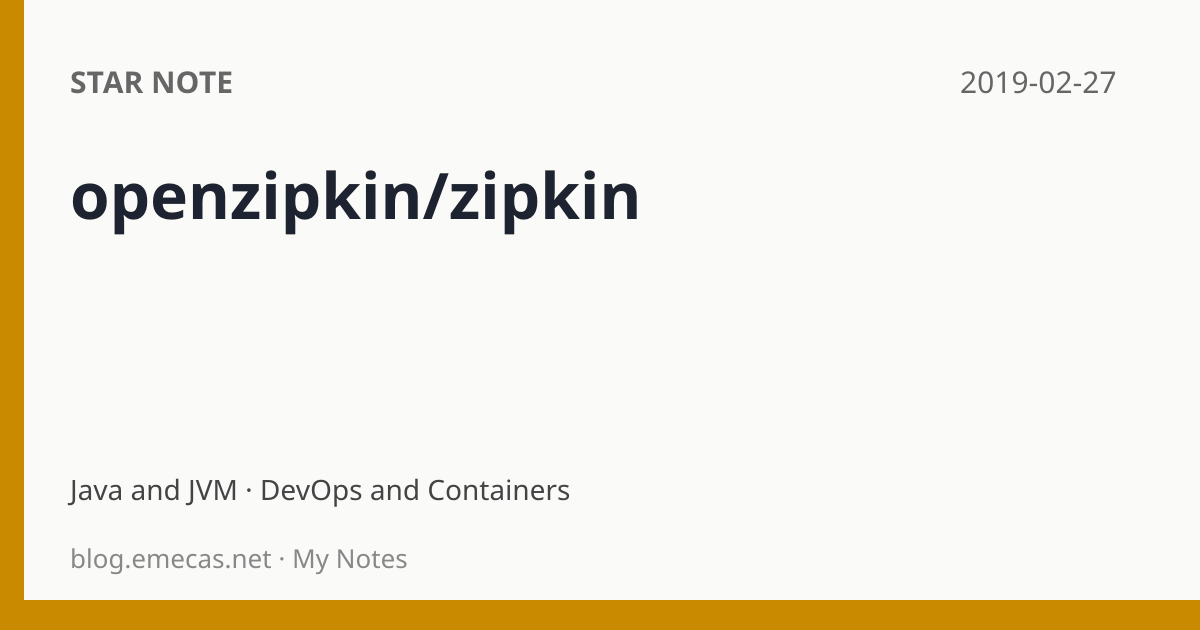 STAR NOTE
2019-02-27
openzipkin/zipkin
Java and JVM · DevOps and Containers
blog.emecas.net · My Notes